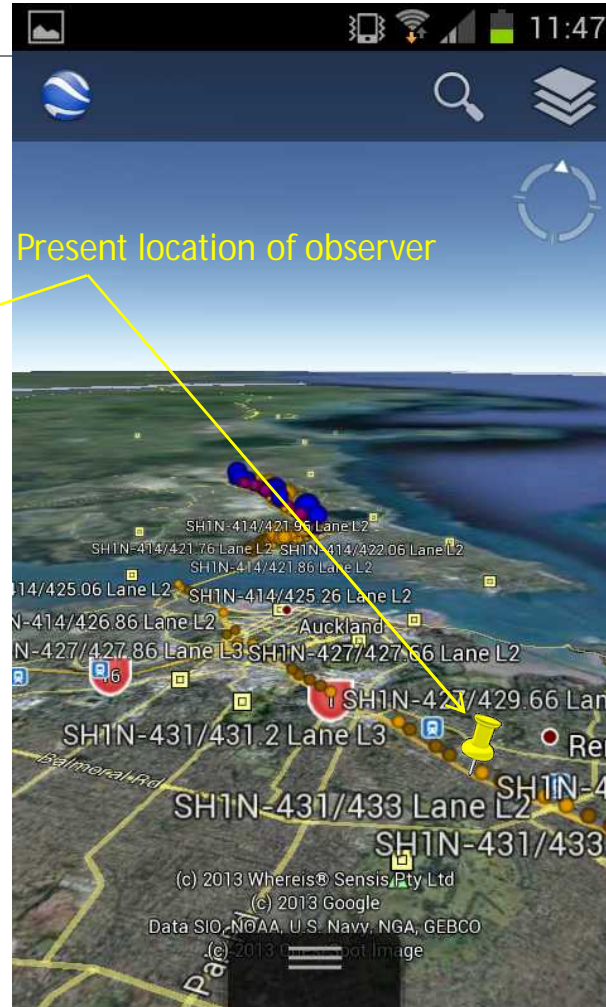 11:47
Present location of observer
SH1N-414/421.96 Lane L2
SH1N-414/421.76 Lane L2 SH1N-414/422.06 Lane L2
SH1N-414/421.86 Lane L2
114/425.06 Lane L2 SH1N-414/425.26 Lane L2
N-414/426.86 Lane L2 Auckland
N-427/427.86 Lane L3 SH1N-427/427.66 Lane L2
16
1 SH1N-427/429.66 Lan
SH1N-431/431.2 Lane L3
Re
Balmoral Rd
SH1N-4
SH1N-431/433 Lane L2
SH1N-431/433
(c) 2013 Whereis® Sensis Pty Ltd
(c) 2013 Google
Data SIO, NOAA, U.S. Navy, NGA, GEBCO
(c) 2013 Cnes/Spot Image